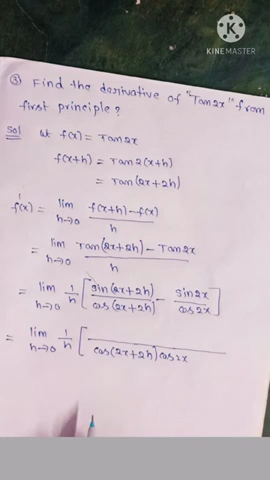 KINEMASTER
③ Find the derivative of "Tan2x" from
first principle?
Sol let f(x) = Tan2x
f(x+h) = Tan2(x+h)
= Tan(2x+2h)
f'(x) = lim h→0 f(x+h)-f(x) / h
= lim h→0 Tan(2x+2h) - Tan2x / h
= lim h→0 1/h [ sin(2x+2h) / cos(2x+2h) - sin2x / cos2x ]
= lim h→0 1/h [ / cos(2x+2h) cos2x